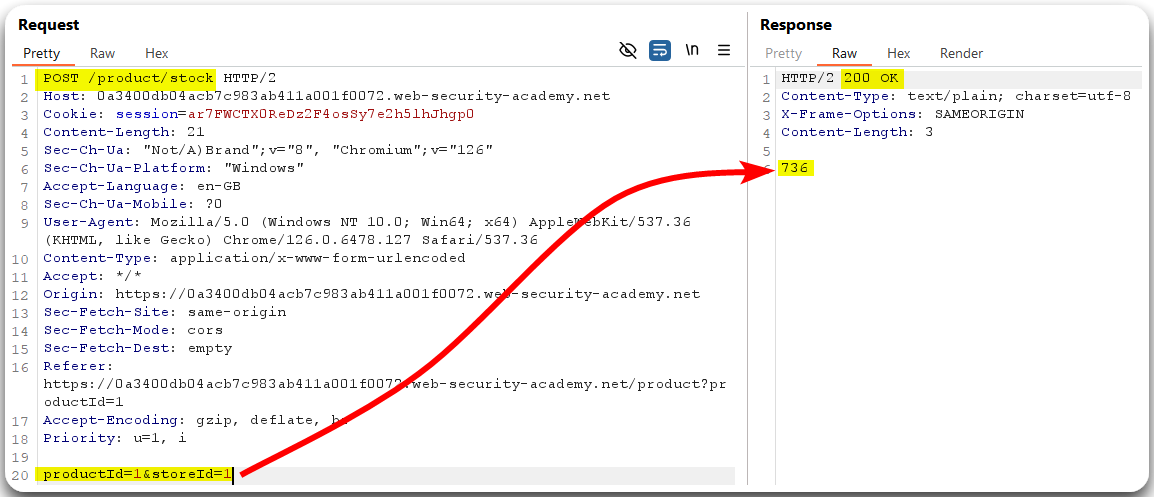 Request
Pretty Raw Hex \n
1 POST /product/stock HTTP/2
2 Host: 0a3400db04acb7c983ab411a001f0072.web-security-academy.net
3 Cookie: session=ar7FWCTX0ReDz2F4osSy7e2h5lhJhgp0
4 Content-Length: 21
5 Sec-Ch-Ua: "Not/A)Brand";v="8", "Chromium";v="126"
6 Sec-Ch-Ua-Platform: "Windows"
7 Accept-Language: en-GB
8 Sec-Ch-Ua-Mobile: ?0
9 User-Agent: Mozilla/5.0 (Windows NT 10.0; Win64; x64) AppleWebKit/537.36
(KHTML, like Gecko) Chrome/126.0.6478.127 Safari/537.36
10 Content-Type: application/x-www-form-urlencoded
11 Accept: */*
12 Origin: https://0a3400db04acb7c983ab411a001f0072.web-security-academy.net
13 Sec-Fetch-Site: same-origin
14 Sec-Fetch-Mode: cors
15 Sec-Fetch-Dest: empty
16 Referer:
https://0a3400db04acb7c983ab411a001f0072.web-security-academy.net/product?pr
oductId=1
17 Accept-Encoding: gzip, deflate,
18 Priority: u=1, i
19
20 productId=1&storeId=1
Response
Pretty Raw Hex Render
1 HTTP/2 200 OK
2 Content-Type: text/plain; charset=utf-8
3 X-Frame-Options: SAMEORIGIN
4 Content-Length: 3
5
6 736